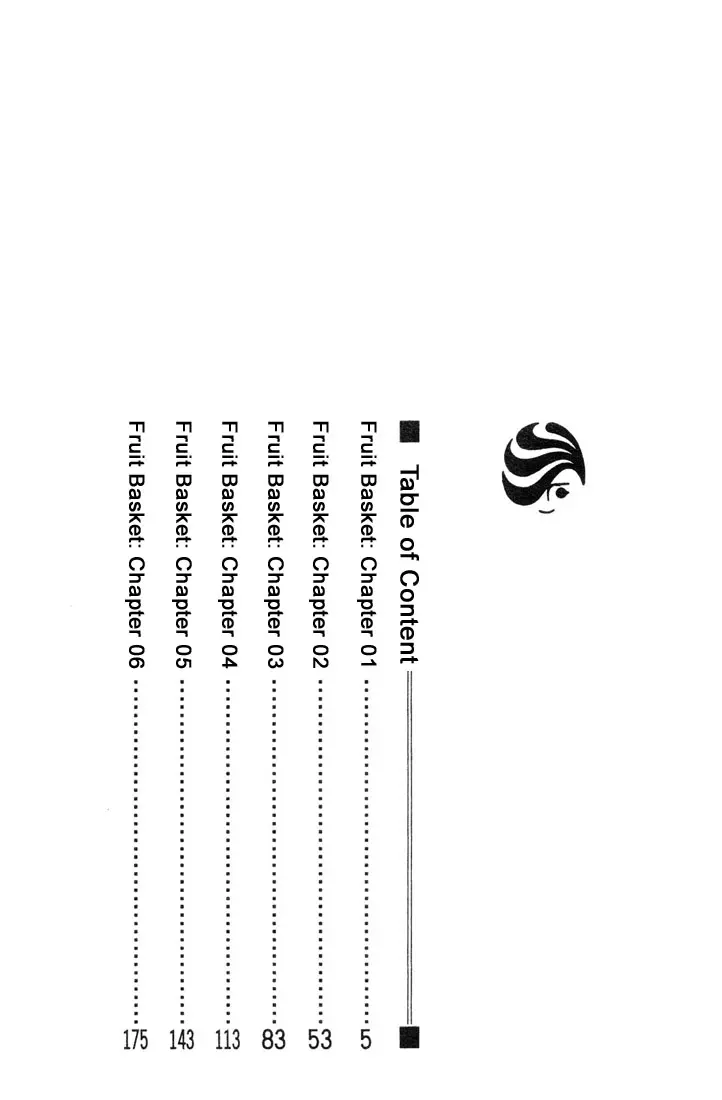 Table of Content
Fruit Basket: Chapter 01 5
Fruit Basket: Chapter 02 53
Fruit Basket: Chapter 03 83
Fruit Basket: Chapter 04 113
Fruit Basket: Chapter 05 143
Fruit Basket: Chapter 06 175